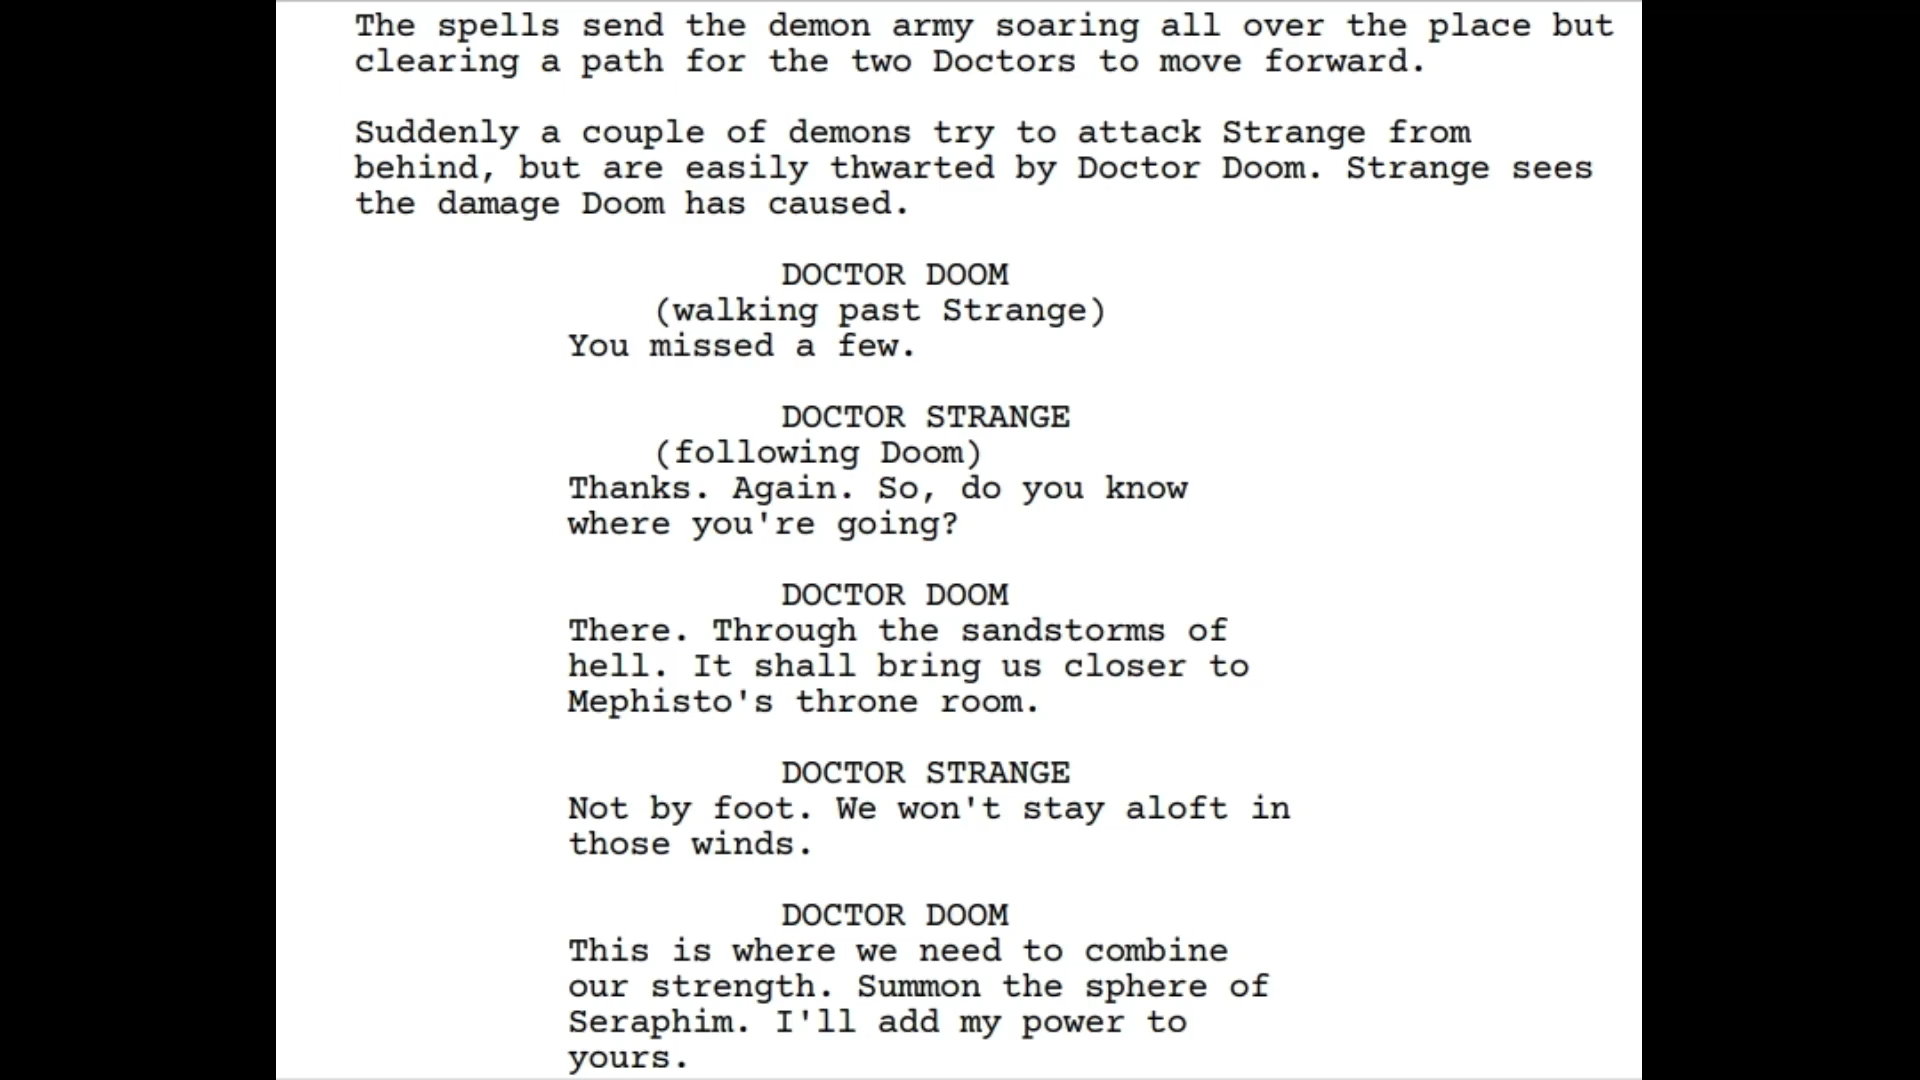 The spells send the demon army soaring all over the place but
clearing a path for the two Doctors to move forward.
Suddenly a couple of demons try to attack Strange from
behind, but are easily thwarted by Doctor Doom. Strange sees
the damage Doom has caused.
DOCTOR DOOM
(walking past Strange)
You missed a few.
DOCTOR STRANGE
(following Doom)
Thanks. Again. So, do you know
where you're going?
DOCTOR DOOM
There. Through the sandstorms of
hell. It shall bring us closer to
Mephisto's throne room.
DOCTOR STRANGE
Not by foot. We won't stay aloft in
those winds.
DOCTOR DOOM
This is where we need to combine
our strength. Summon the sphere of
Seraphim. I'll add my power to
yours.